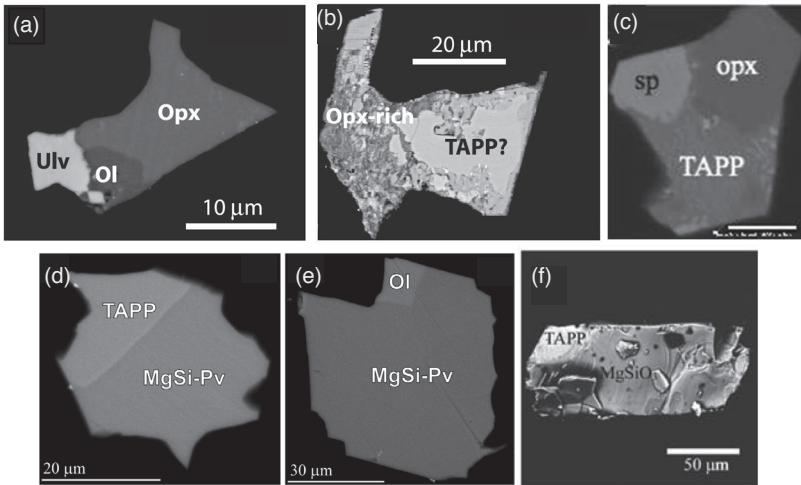 (a)
Opx
Ulv
Ol
10 μm
(b)
20 μm
Opx-rich
TAPP?
(c)
sp
opx
TAPP
(d)
TAPP
MgSi-Pv
20 μm
(e)
Ol
MgSi-Pv
30 μm
(f)
TAPP
MgSiO
50 μm